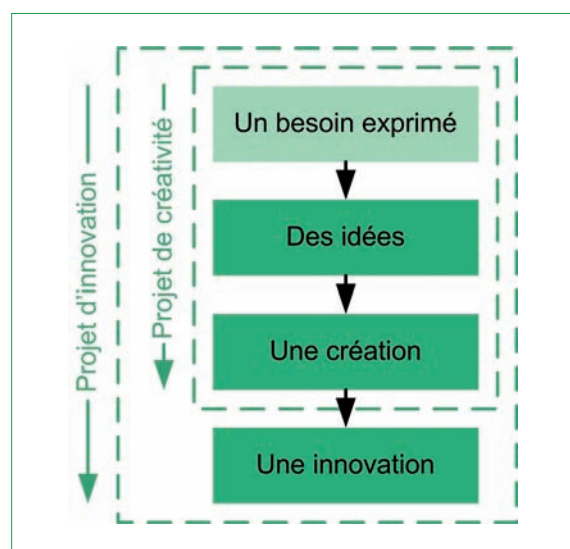 Projet d'innovation
Projet de créativité
Un besoin exprimé
Des idées
Une création
Une innovation